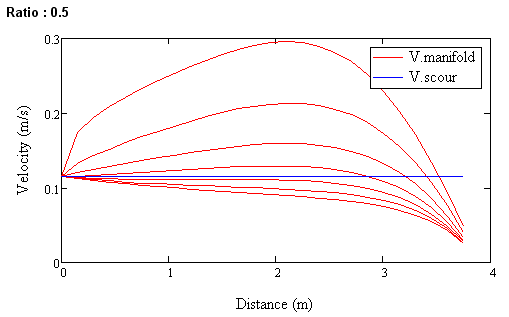 Ratio : 0.5
0.3
V.manifold
V.scour
0.2
Velocity (m/s)
0.1
0
0
1
2
3
4
Distance (m)